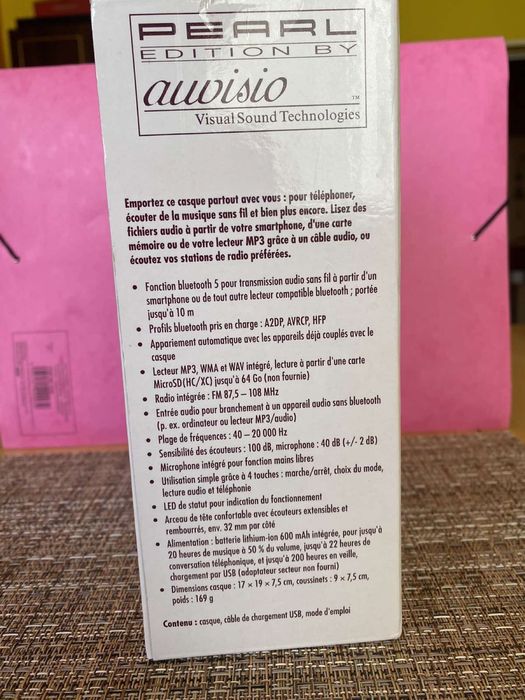 PEARL
EDITION BY
auvisio
™
Visual Sound Technologies
Emportez ce casque partout avec vous : pour téléphoner,
écouter de la musique sans fil et bien plus encore. Lisez des
fichiers audio à partir de votre smartphone, d'une carte
mémoire ou de votre lecteur MP3 grâce à un câble audio, ou
écoutez vos stations de radio préférées.
• Fonction bluetooth 5 pour transmission audio sans fil à partir d'un
smartphone ou de tout autre lecteur compatible bluetooth ; portée
jusqu'à 10 m
• Profils bluetooth pris en charge : A2DP, AVRCP, HFP
• Appariement automatique avec les appareils déjà couplés avec le
casque
• Lecteur MP3, WMA et WAV intégré, lecture à partir d'une carte
MicroSD(HC/XC) jusqu'à 64 Go (non fournie)
• Radio intégrée : FM 87,5 – 108 MHz
• Entrée audio pour branchement à un appareil audio sans bluetooth
(p. ex. ordinateur ou lecteur MP3/audio)
• Plage de fréquences : 40 – 20 000 Hz
• Sensibilité des écouteurs : 100 dB, microphone : 40 dB (+/- 2 dB)
• Microphone intégré pour fonction mains libres
• Utilisation simple grâce à 4 touches : marche/arrêt, choix du mode,
lecture audio et téléphonie
• LED de statut pour indication du fonctionnement
• Arceau de tête confortable avec écouteurs extensibles et
rembourrés, env. 32 mm par côté
• Alimentation : batterie lithium-ion 600 mAh intégrée, pour jusqu'à
20 heures de musique à 50 % du volume, jusqu'à 22 heures de
conversation téléphonique, et jusqu'à 200 heures en veille,
chargement par USB (adaptateur secteur non fourni)
• Dimensions casque : 17 × 19 × 7,5 cm, coussinets : 9 × 7,5 cm,
poids : 169 g
Contenu : casque, câble de chargement USB, mode d'emploi